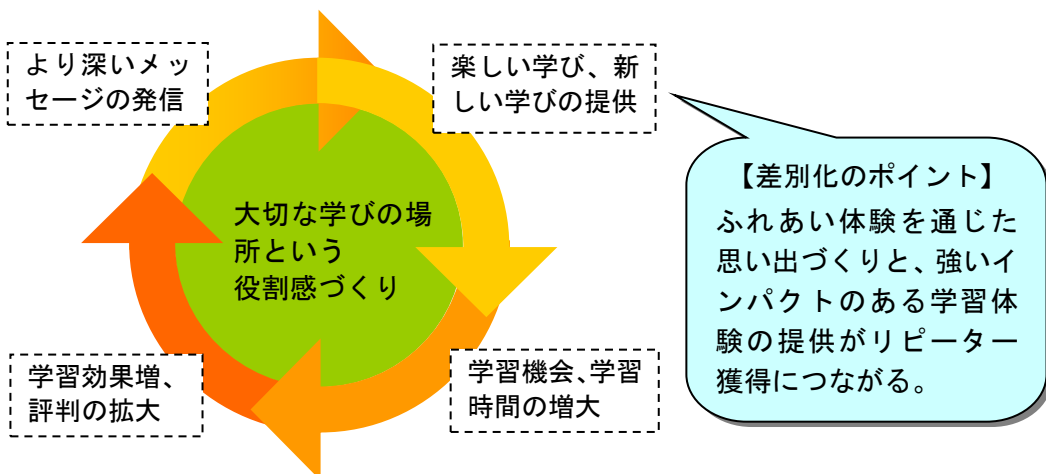 より深いメッ
セージの発信
楽しい学び、新
しい学びの提供
大切な学びの場
所という
役割感づくり
学習効果増、
評判の拡大
学習機会、学習
時間の増大
【差別化のポイント】
ふれあい体験を通じた
思い出づくりと、強いイ
ンパクトのある学習体
験の提供がリピーター
獲得につながる。